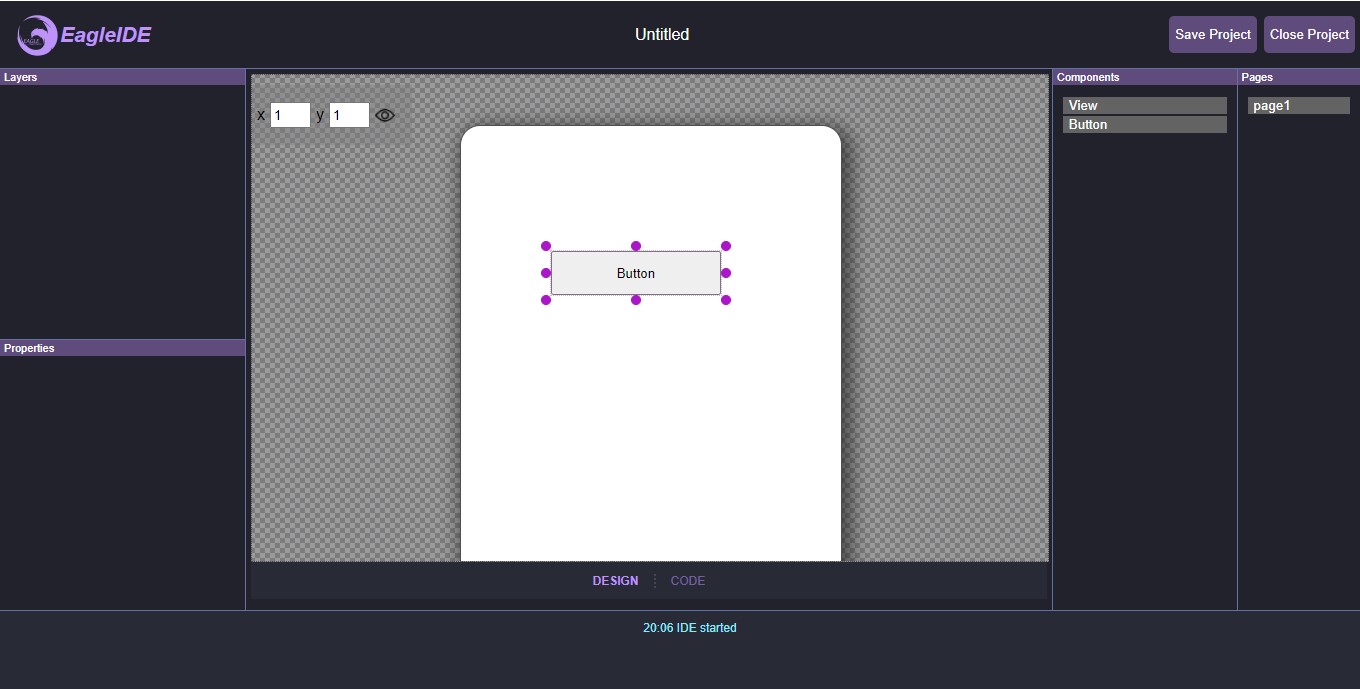 EagleIDE
Untitled
Save Project
Close Project
Layers
Components
Pages
x 1 y 1
View
page1
Button
Button
Properties
DESIGN
CODE
20:06 IDE started